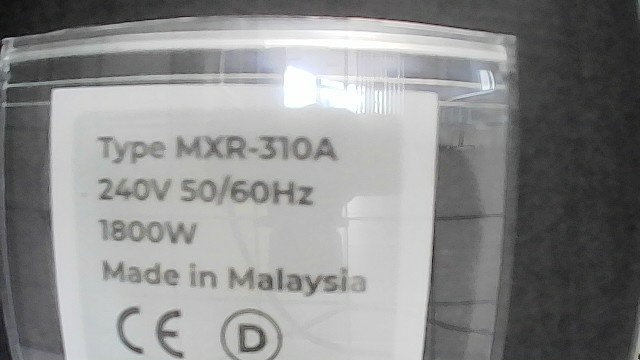 Type MXR-310A
240V 50/60Hz
1800W
Made in Malaysia
CE D